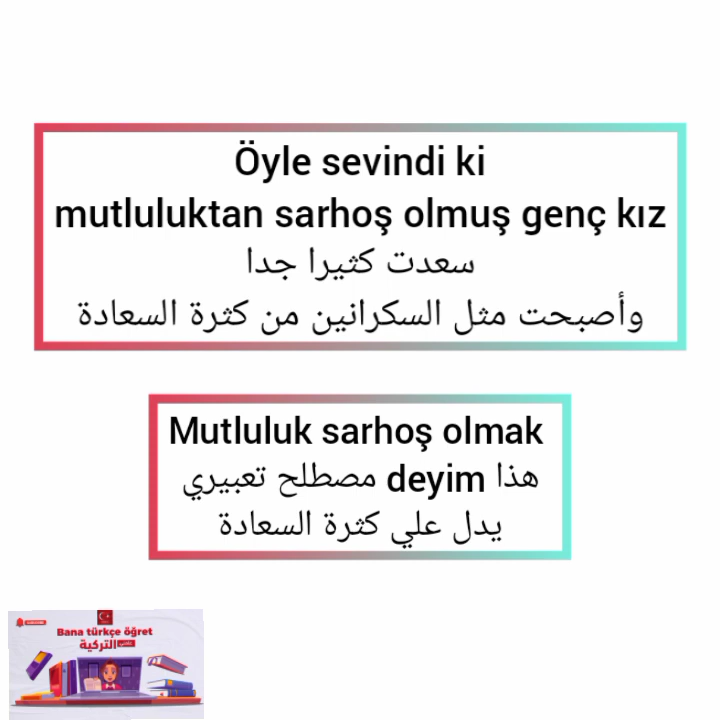 Öyle sevindi ki
mutluluktan sarhoş olmuş genç kız
سعدت كثيرا جدا
وأصبحت مثل السكرانين من كثرة السعادة
Mutluluk sarhoş olmak
هذا deyim مصطلح تعبيري
يدل علي كثرة السعادة
Bana türkçe öğret
التركية